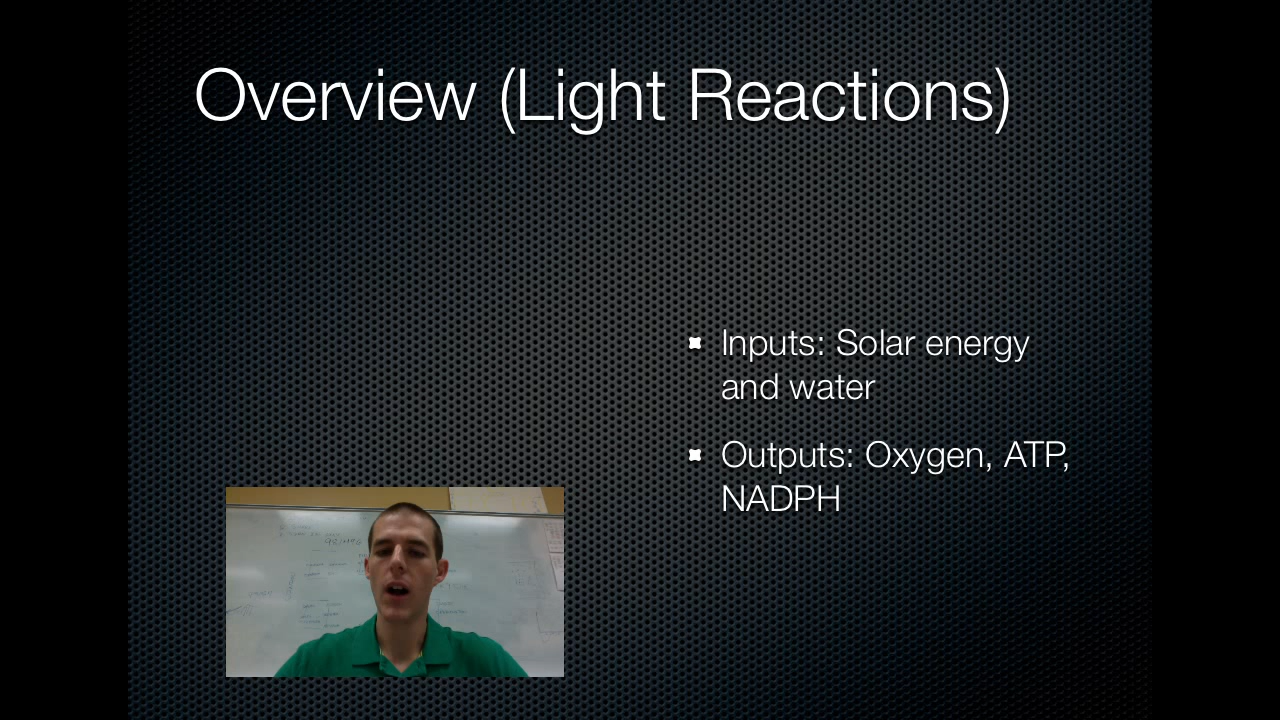 Overview (Light Reactions)
Inputs: Solar energy
and water
Outputs: Oxygen, ATP,
NADPH